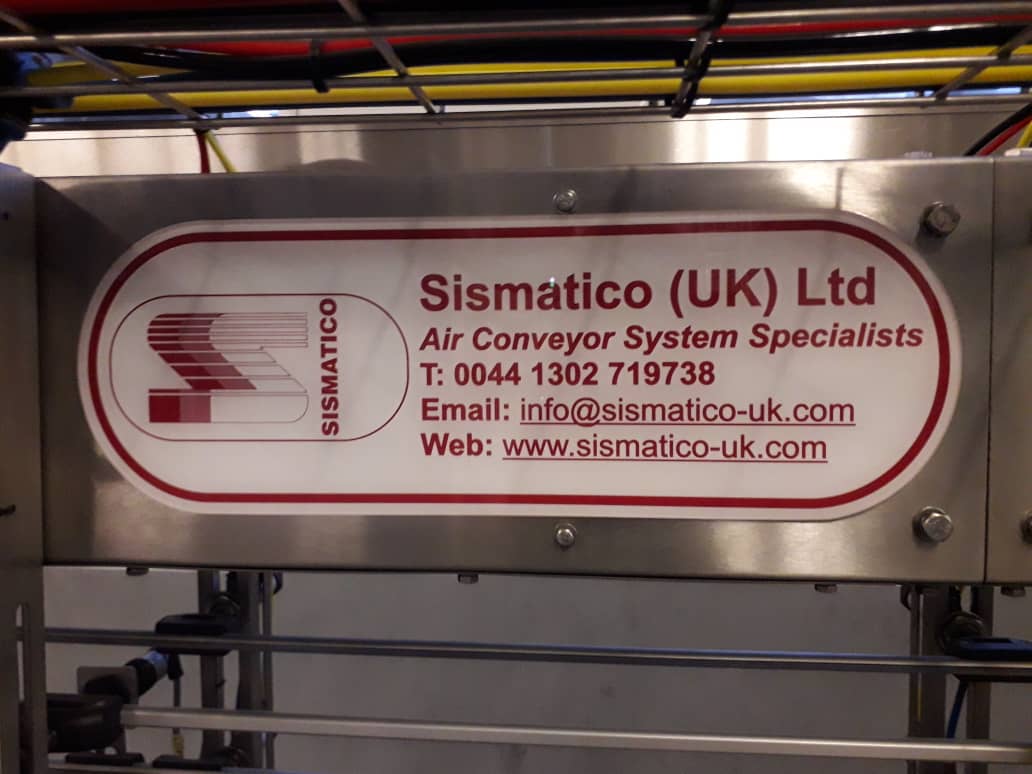 SISMATICO
Sismatico (UK) Ltd
Air Conveyor System Specialists
T: 0044 1302 719738
Email: info@sismatico-uk.com
Web: www.sismatico-uk.com